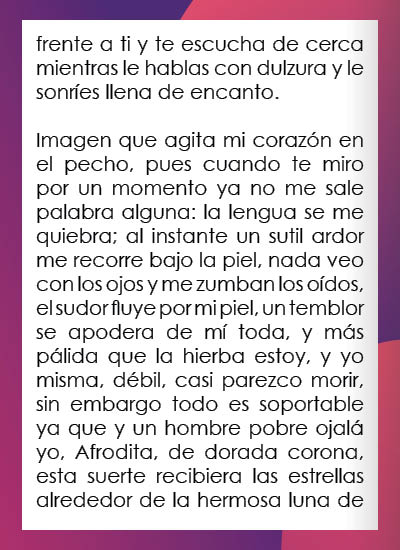 frente a ti y te escucha de cerca
mientras le hablas con dulzura y le
sonríes llena de encanto.
Imagen que agita mi corazón en
el pecho, pues cuando te miro
por un momento ya no me sale
palabra alguna: la lengua se me
quiebra; al instante un sutil ardor
me recorre bajo la piel, nada veo
con los ojos y me zumban los oídos,
el sudor fluye por mi piel, un temblor
se apodera de mí toda, y más
pálida que la hierba estoy, y yo
misma, débil, casi parezco morir,
sin embargo todo es soportable
ya que y un hombre pobre ojalá
yo, Afrodita, de dorada corona,
esta suerte recibiera las estrellas
alrededor de la hermosa luna de